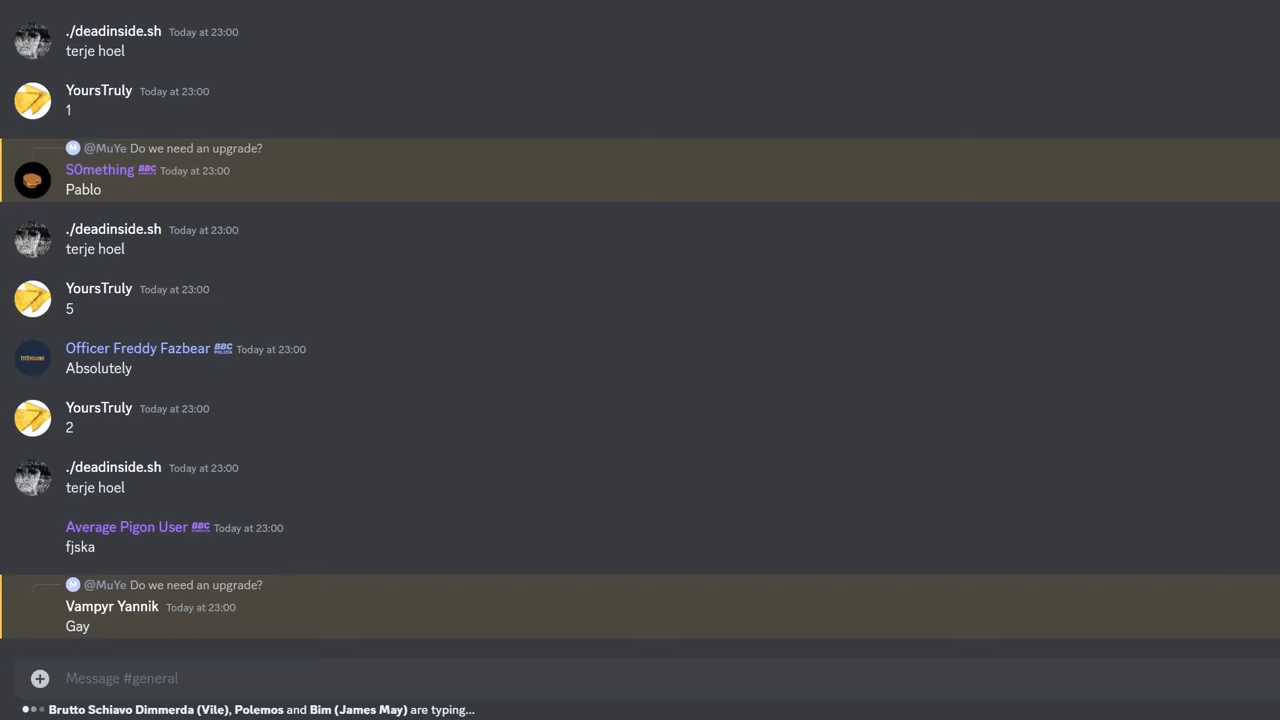 ./deadinside.sh Today at 23:00
terje hoel
YoursTruly Today at 23:00
1
M @MuYe Do we need an upgrade?
S0mething BBC Today at 23:00
Pablo
./deadinside.sh Today at 23:00
terje hoel
YoursTruly Today at 23:00
5
Officer Freddy Fazbear BBC POLIZIA Today at 23:00
Absolutely
YoursTruly Today at 23:00
2
./deadinside.sh Today at 23:00
terje hoel
Average Pigon User BBC Today at 23:00
fjska
M @MuYe Do we need an upgrade?
Vampyr Yannik Today at 23:00
Gay
Message #general
Brutto Schiavo Dimmerda (Vile), Polemos and Bim (James May) are typing...